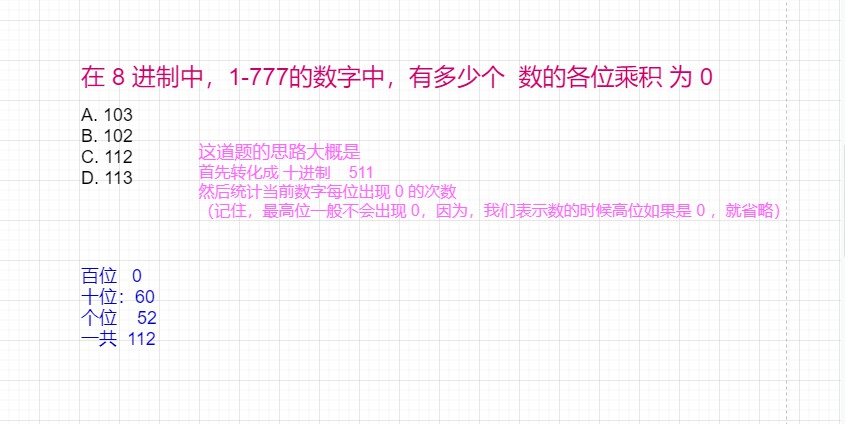 在 8 进制中，1-777的数字中，有多少个  数的各位乘积 为 0
A. 103
B. 102
C. 112
D. 113
这道题的思路大概是
首先转化成 十进制    511
然后统计当前数字每位出现 0 的次数
（记住，最高位一般不会出现 0，因为，我们表示数的时候高位如果是 0 ，就省略）
百位   0
十位：60
个位    52
一共  112